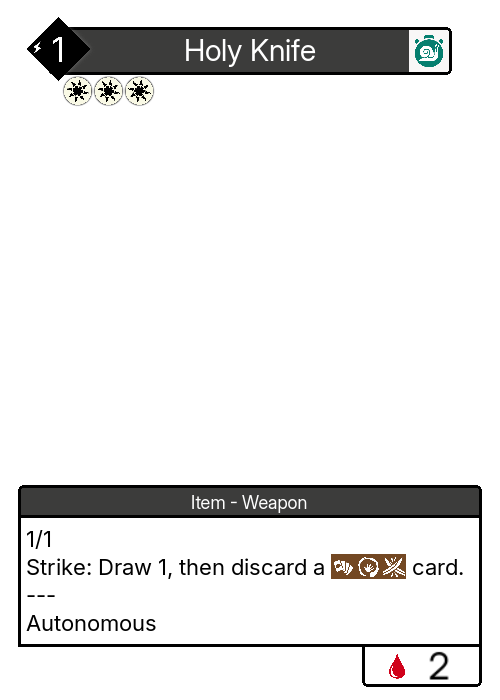 1
Holy Knife
Item - Weapon
1/1
Strike: Draw 1, then discard a card.
---
Autonomous
2